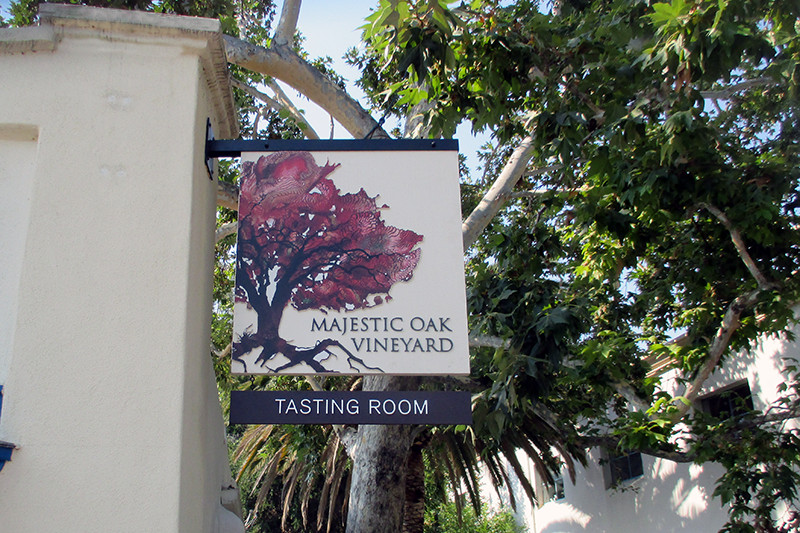 MAJESTIC OAK
VINEYARD
TASTING ROOM